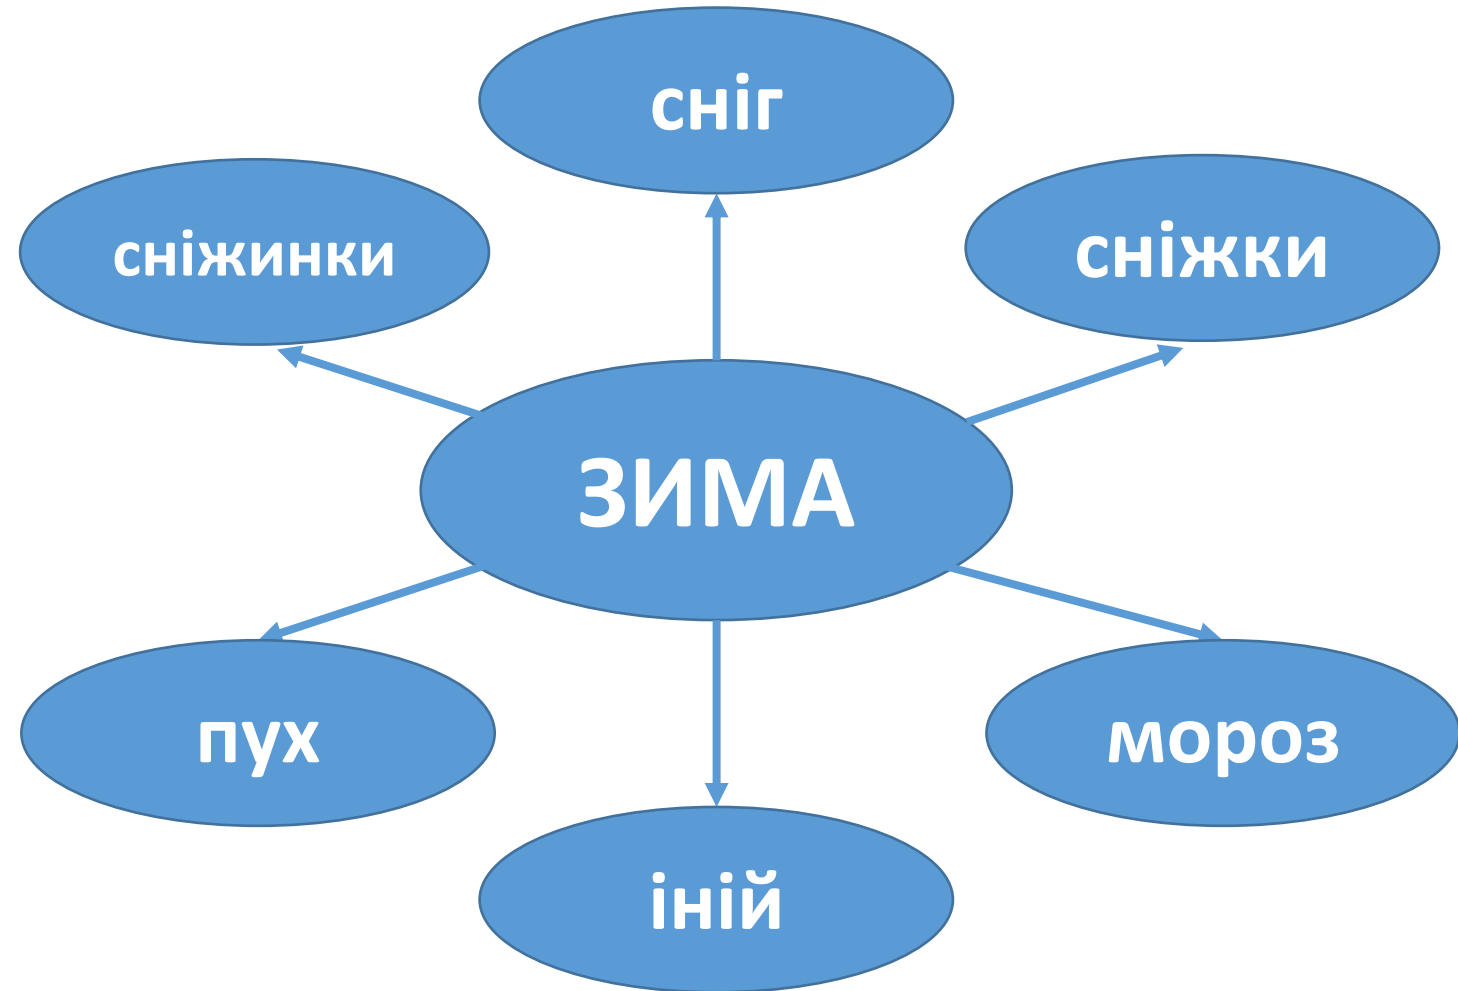 сніг
сніжинки
сніжки
ЗИМА
пух
мороз
іній